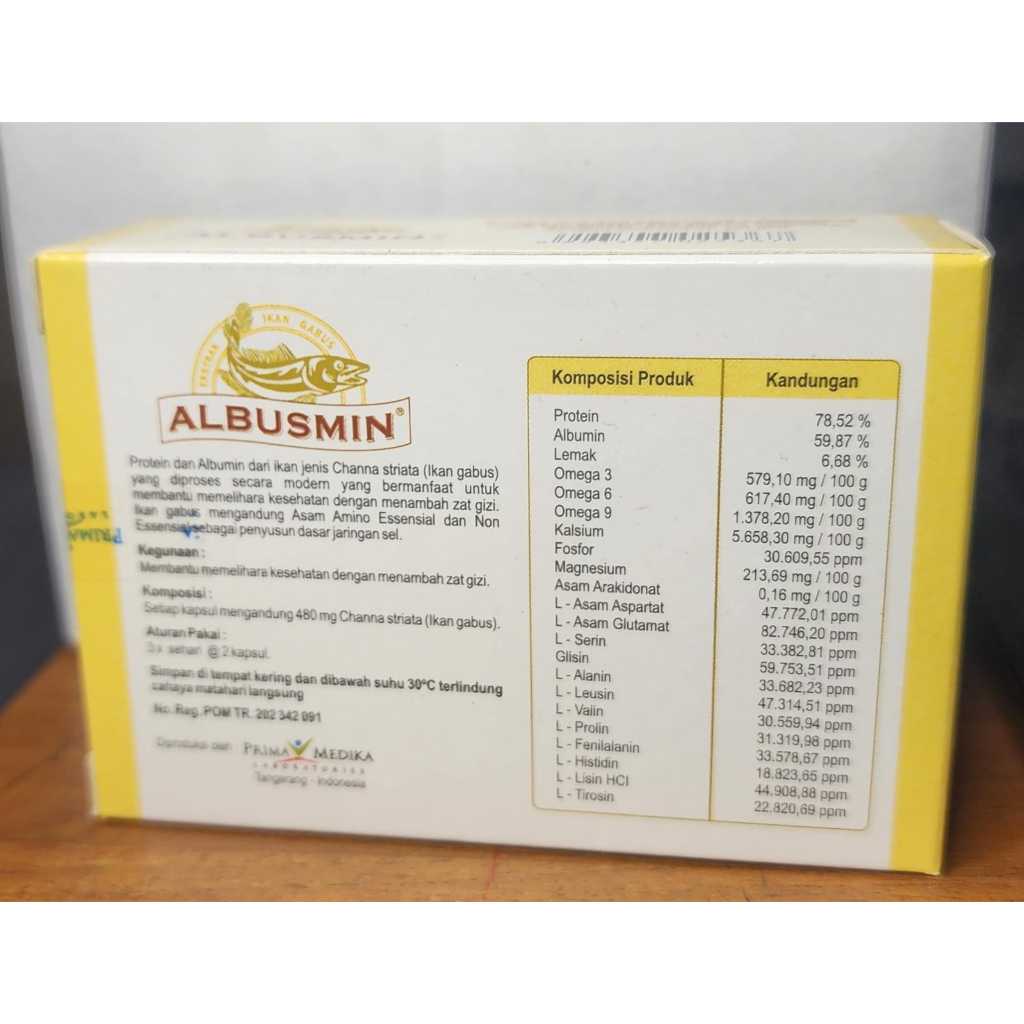 EKSTRAK IKAN GABUS
ALBUSMIN®
Protein dan Albumin dari ikan jenis Channa striata (Ikan gabus)
yang diproses secara modern yang bermanfaat untuk
membantu memelihara kesehatan dengan menambah zat gizi.
Ikan gabus mengandung Asam Amino Essensial dan Non
Essensial sebagai penyusun dasar jaringan sel.
Kegunaan :
Membantu memelihara kesehatan dengan menambah zat gizi.
Komposisi :
Setiap kapsul mengandung 480 mg Channa striata (Ikan gabus).
Aturan Pakai :
3 x sehari @ 2 kapsul.
Simpan di tempat kering dan dibawah suhu 30°C terlindung
cahaya matahari langsung
No. Reg. POM TR. 202 342 091
Diproduksi oleh PRIMA MEDIKA
LABORATORIES
Tangerang - Indonesia
Komposisi Produk Kandungan
Protein 78,52 %
Albumin 59,87 %
Lemak 6,68 %
Omega 3 579,10 mg / 100 g
Omega 6 617,40 mg / 100 g
Omega 9 1.378,20 mg / 100 g
Kalsium 5.658,30 mg / 100 g
Fosfor 30.609,55 ppm
Magnesium 213,69 mg / 100 g
Asam Arakidonat 0,16 mg / 100 g
L - Asam Aspartat 47.772,01 ppm
L - Asam Glutamat 82.746,20 ppm
L - Serin 33.382,81 ppm
Glisin 59.753,51 ppm
L - Alanin 33.682,23 ppm
L - Leusin 47.314,51 ppm
L - Valin 30.559,94 ppm
L - Prolin 31.319,98 ppm
L - Fenilalanin 33.578,67 ppm
L - Histidin 18.823,65 ppm
L - Lisin HCl 44.908,88 ppm
L - Tirosin 22.820,69 ppm